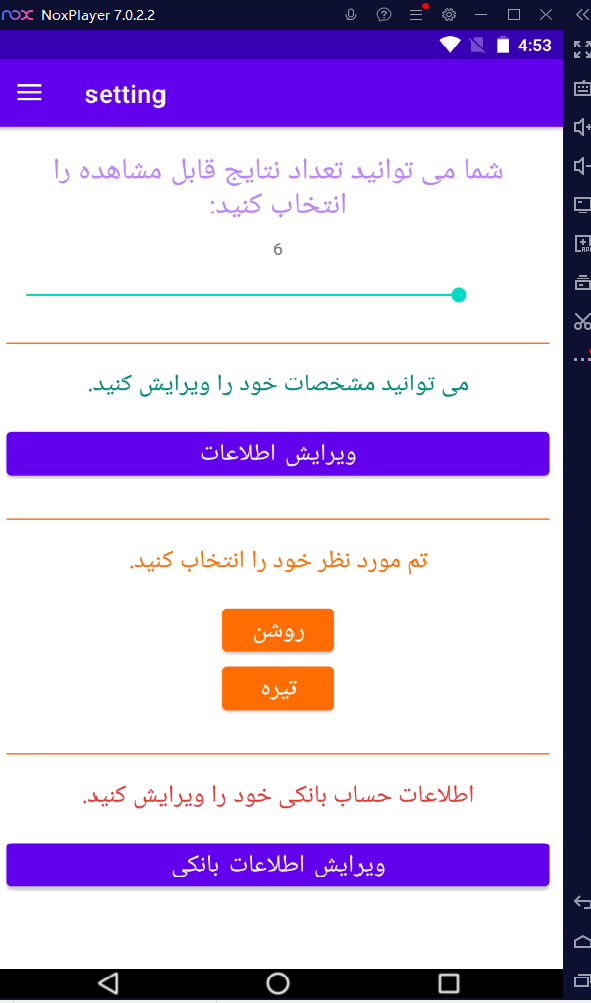 nox NoxPlayer 7.0.2.2
4:53
setting
شما می توانید تعداد نتایج قابل مشاهده را
انتخاب کنید:
6
می توانید مشخصات خود را ویرایش کنید.
ویرایش اطلاعات
تم مورد نظر خود را انتخاب کنید.
روشن
تیره
اطلاعات حساب بانکی خود را ویرایش کنید.
ویرایش اطلاعات بانکی